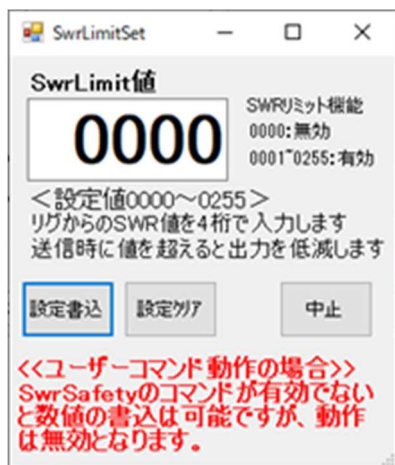 SwrLimitSet
SwrLimit値
0000
SWRリミット機能
0000:無効
0001~0255:有効
＜設定値0000～0255＞
リグからのSWR値を4桁で入力します
送信時に値を超えると出力を低減します
設定書込
設定クリア
中止
<<ユーザーコマンド動作の場合>>
SwrSafetyのコマンドが有効でない
と数値の書込は可能ですが、動作
は無効となります。